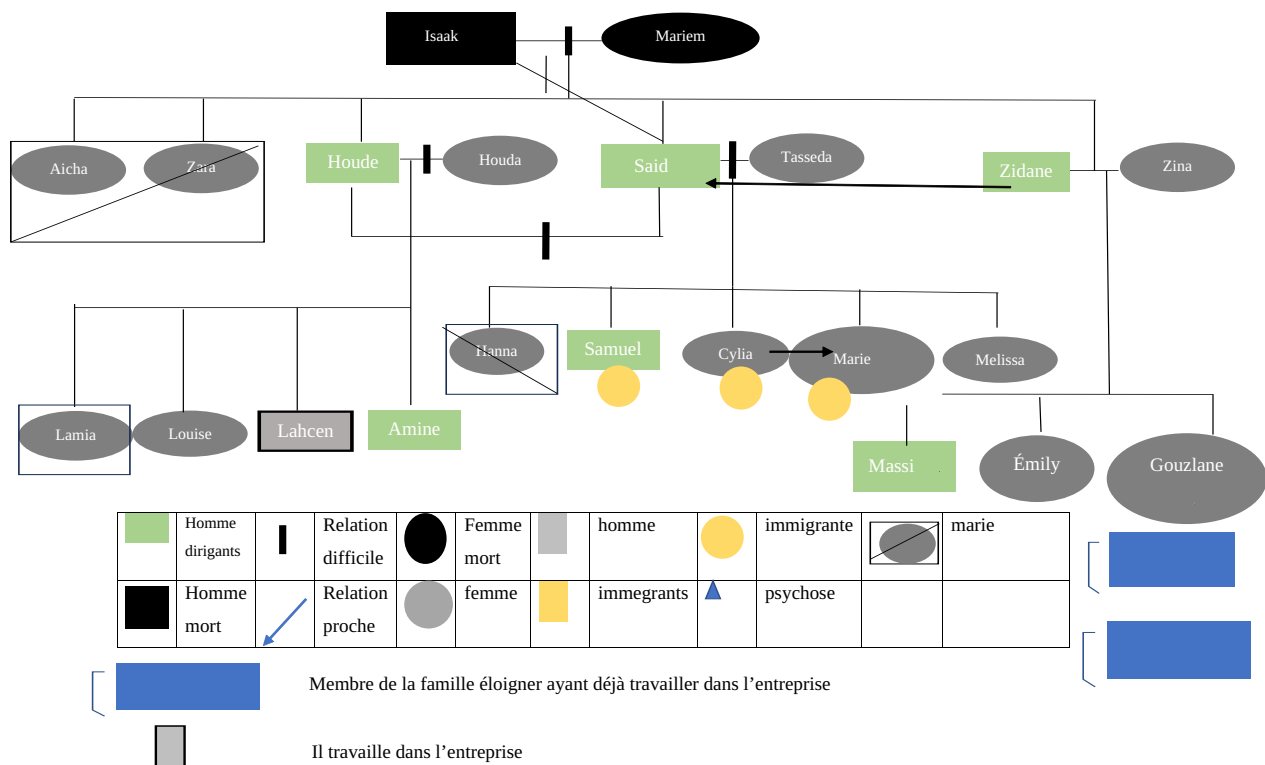 Isaak
Mariem
Aicha
Zara
Houde
Houda
Said
Tasseda
Zidane
Zina
Hanna
Samuel
Cylia
Marie
Melissa
Lamia
Louise
Lahcen
Amine
Massi
Émily
Gouzlane
Homme
dirigants
Relation
difficile
Femme
mort
homme
immigrante
marie
Homme
mort
Relation
proche
femme
immegrants
psychose
Membre de la famille éloigner ayant déjà travailler dans l’entreprise
Il travaille dans l’entreprise